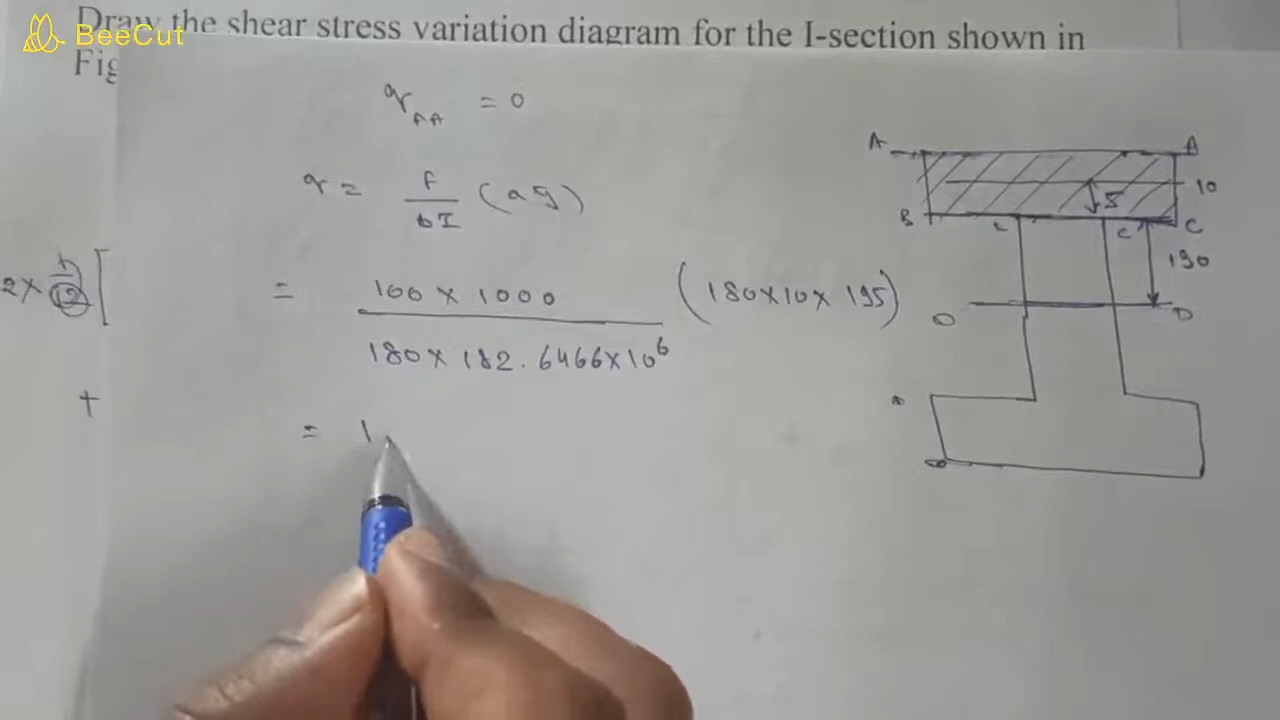 BeeCut
Draw the shear stress variation diagram for the I-section shown in
Fig
q_AA = 0
q = F/bI (aȳ)
= 100 × 1000 / 180 × 182.6466 × 10^6 (180×10×195)
= 1
2×
+
A A
10
5
B C
C
190
D